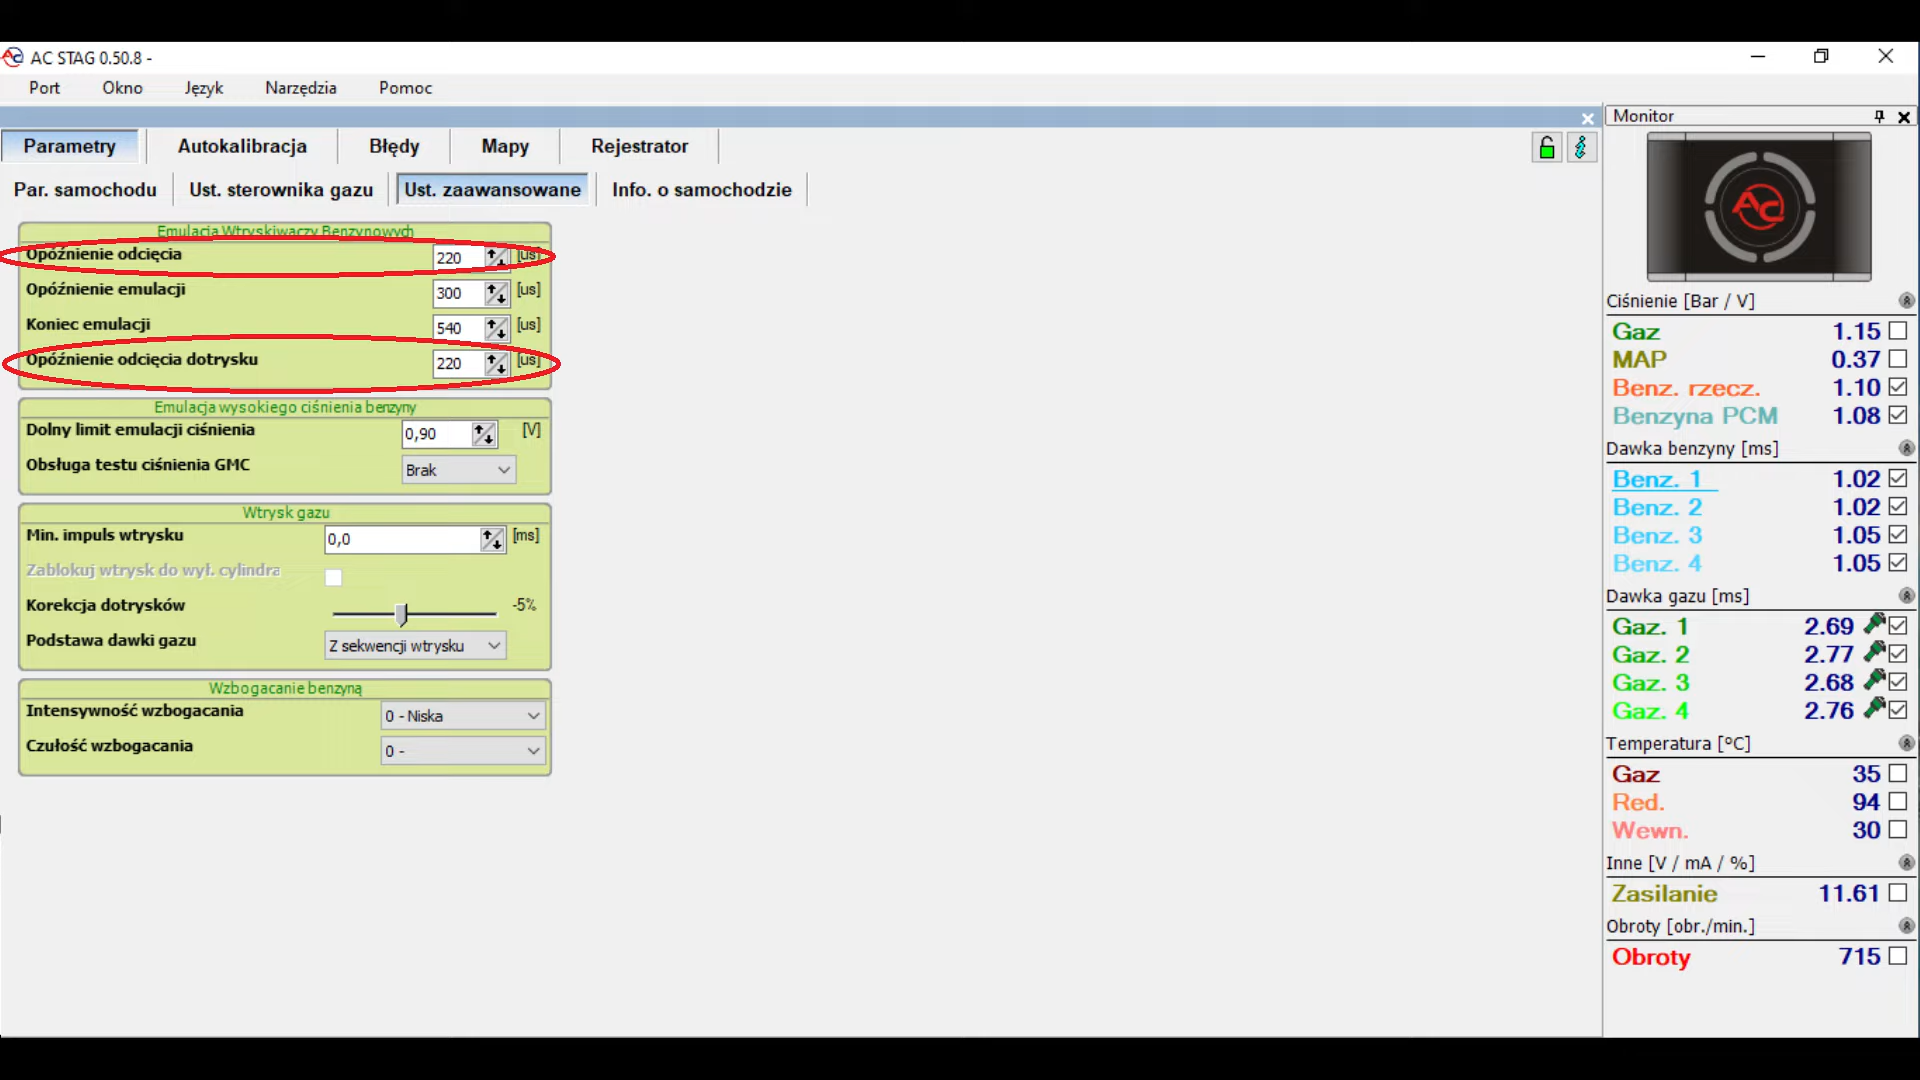 AC STAG 0.50.8 -
Port Okno Język Narzędzia Pomoc
Parametry Autokalibracja Błędy Mapy Rejestrator
Par. samochodu Ust. sterownika gazu Ust. zaawansowane Info. o samochodzie
Emulacja Wtryskiwaczy Benzynowych
Opóźnienie odcięcia 220 [us]
Opóźnienie emulacji 300 [us]
Koniec emulacji 540 [us]
Opóźnienie odcięcia dotrysku 220 [us]
Emulacja wysokiego ciśnienia benzyny
Dolny limit emulacji ciśnienia 0,90 [V]
Obsługa testu ciśnienia GMC Brak
Wtrysk gazu
Min. impuls wtrysku 0,0 [ms]
Zablokuj wtrysk do wył. cylindra
Korekcja dotrysków -5%
Podstawa dawki gazu Z sekwencji wtrysku
Wzbogacanie benzyną
Intensywność wzbogacania 0 - Niska
Czułość wzbogacania 0 -
Monitor
AC
Ciśnienie [Bar / V]
Gaz 1.15
MAP 0.37
Benz. rzecz. 1.10
Benzyna PCM 1.08
Dawka benzyny [ms]
Benz. 1 1.02
Benz. 2 1.02
Benz. 3 1.05
Benz. 4 1.05
Dawka gazu [ms]
Gaz. 1 2.69
Gaz. 2 2.77
Gaz. 3 2.68
Gaz. 4 2.76
Temperatura [ºC]
Gaz 35
Red. 94
Wewn. 30
Inne [V / mA / %]
Zasilanie 11.61
Obroty [obr./min.]
Obroty 715